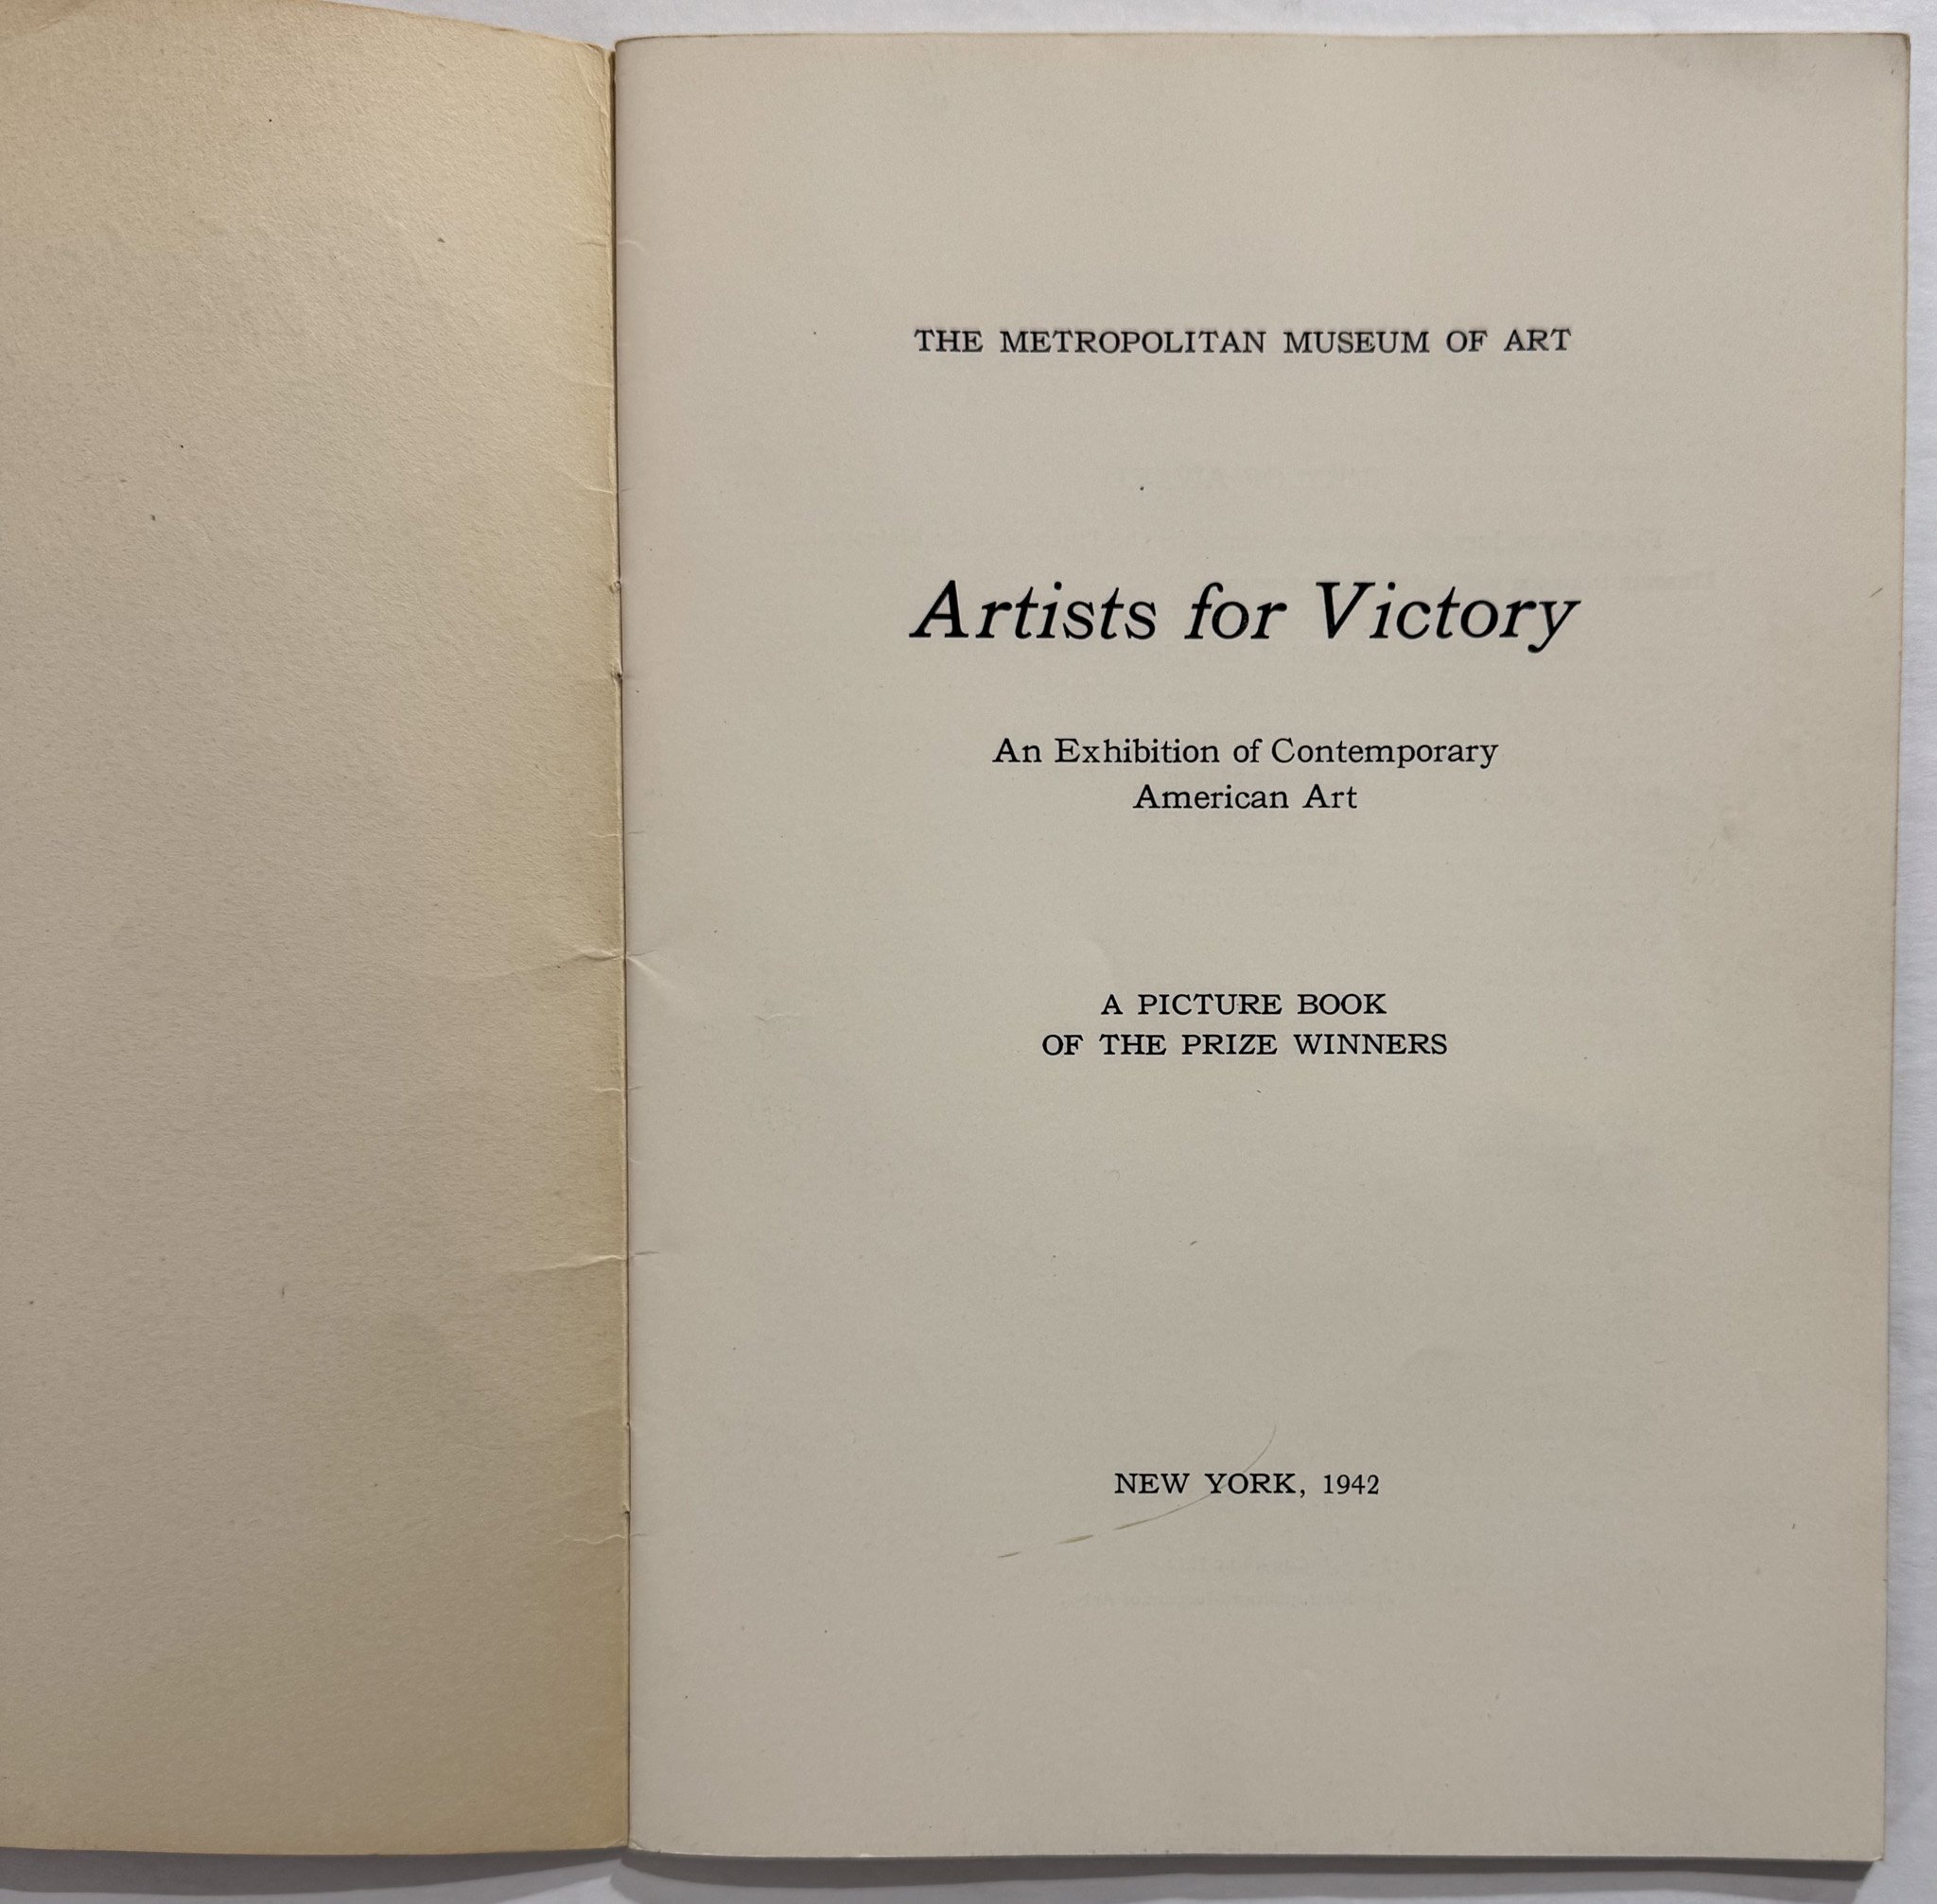 THE METROPOLITAN MUSEUM OF ART
Artists for Victory
An Exhibition of Contemporary
American Art
A PICTURE BOOK
OF THE PRIZE WINNERS
NEW YORK, 1942